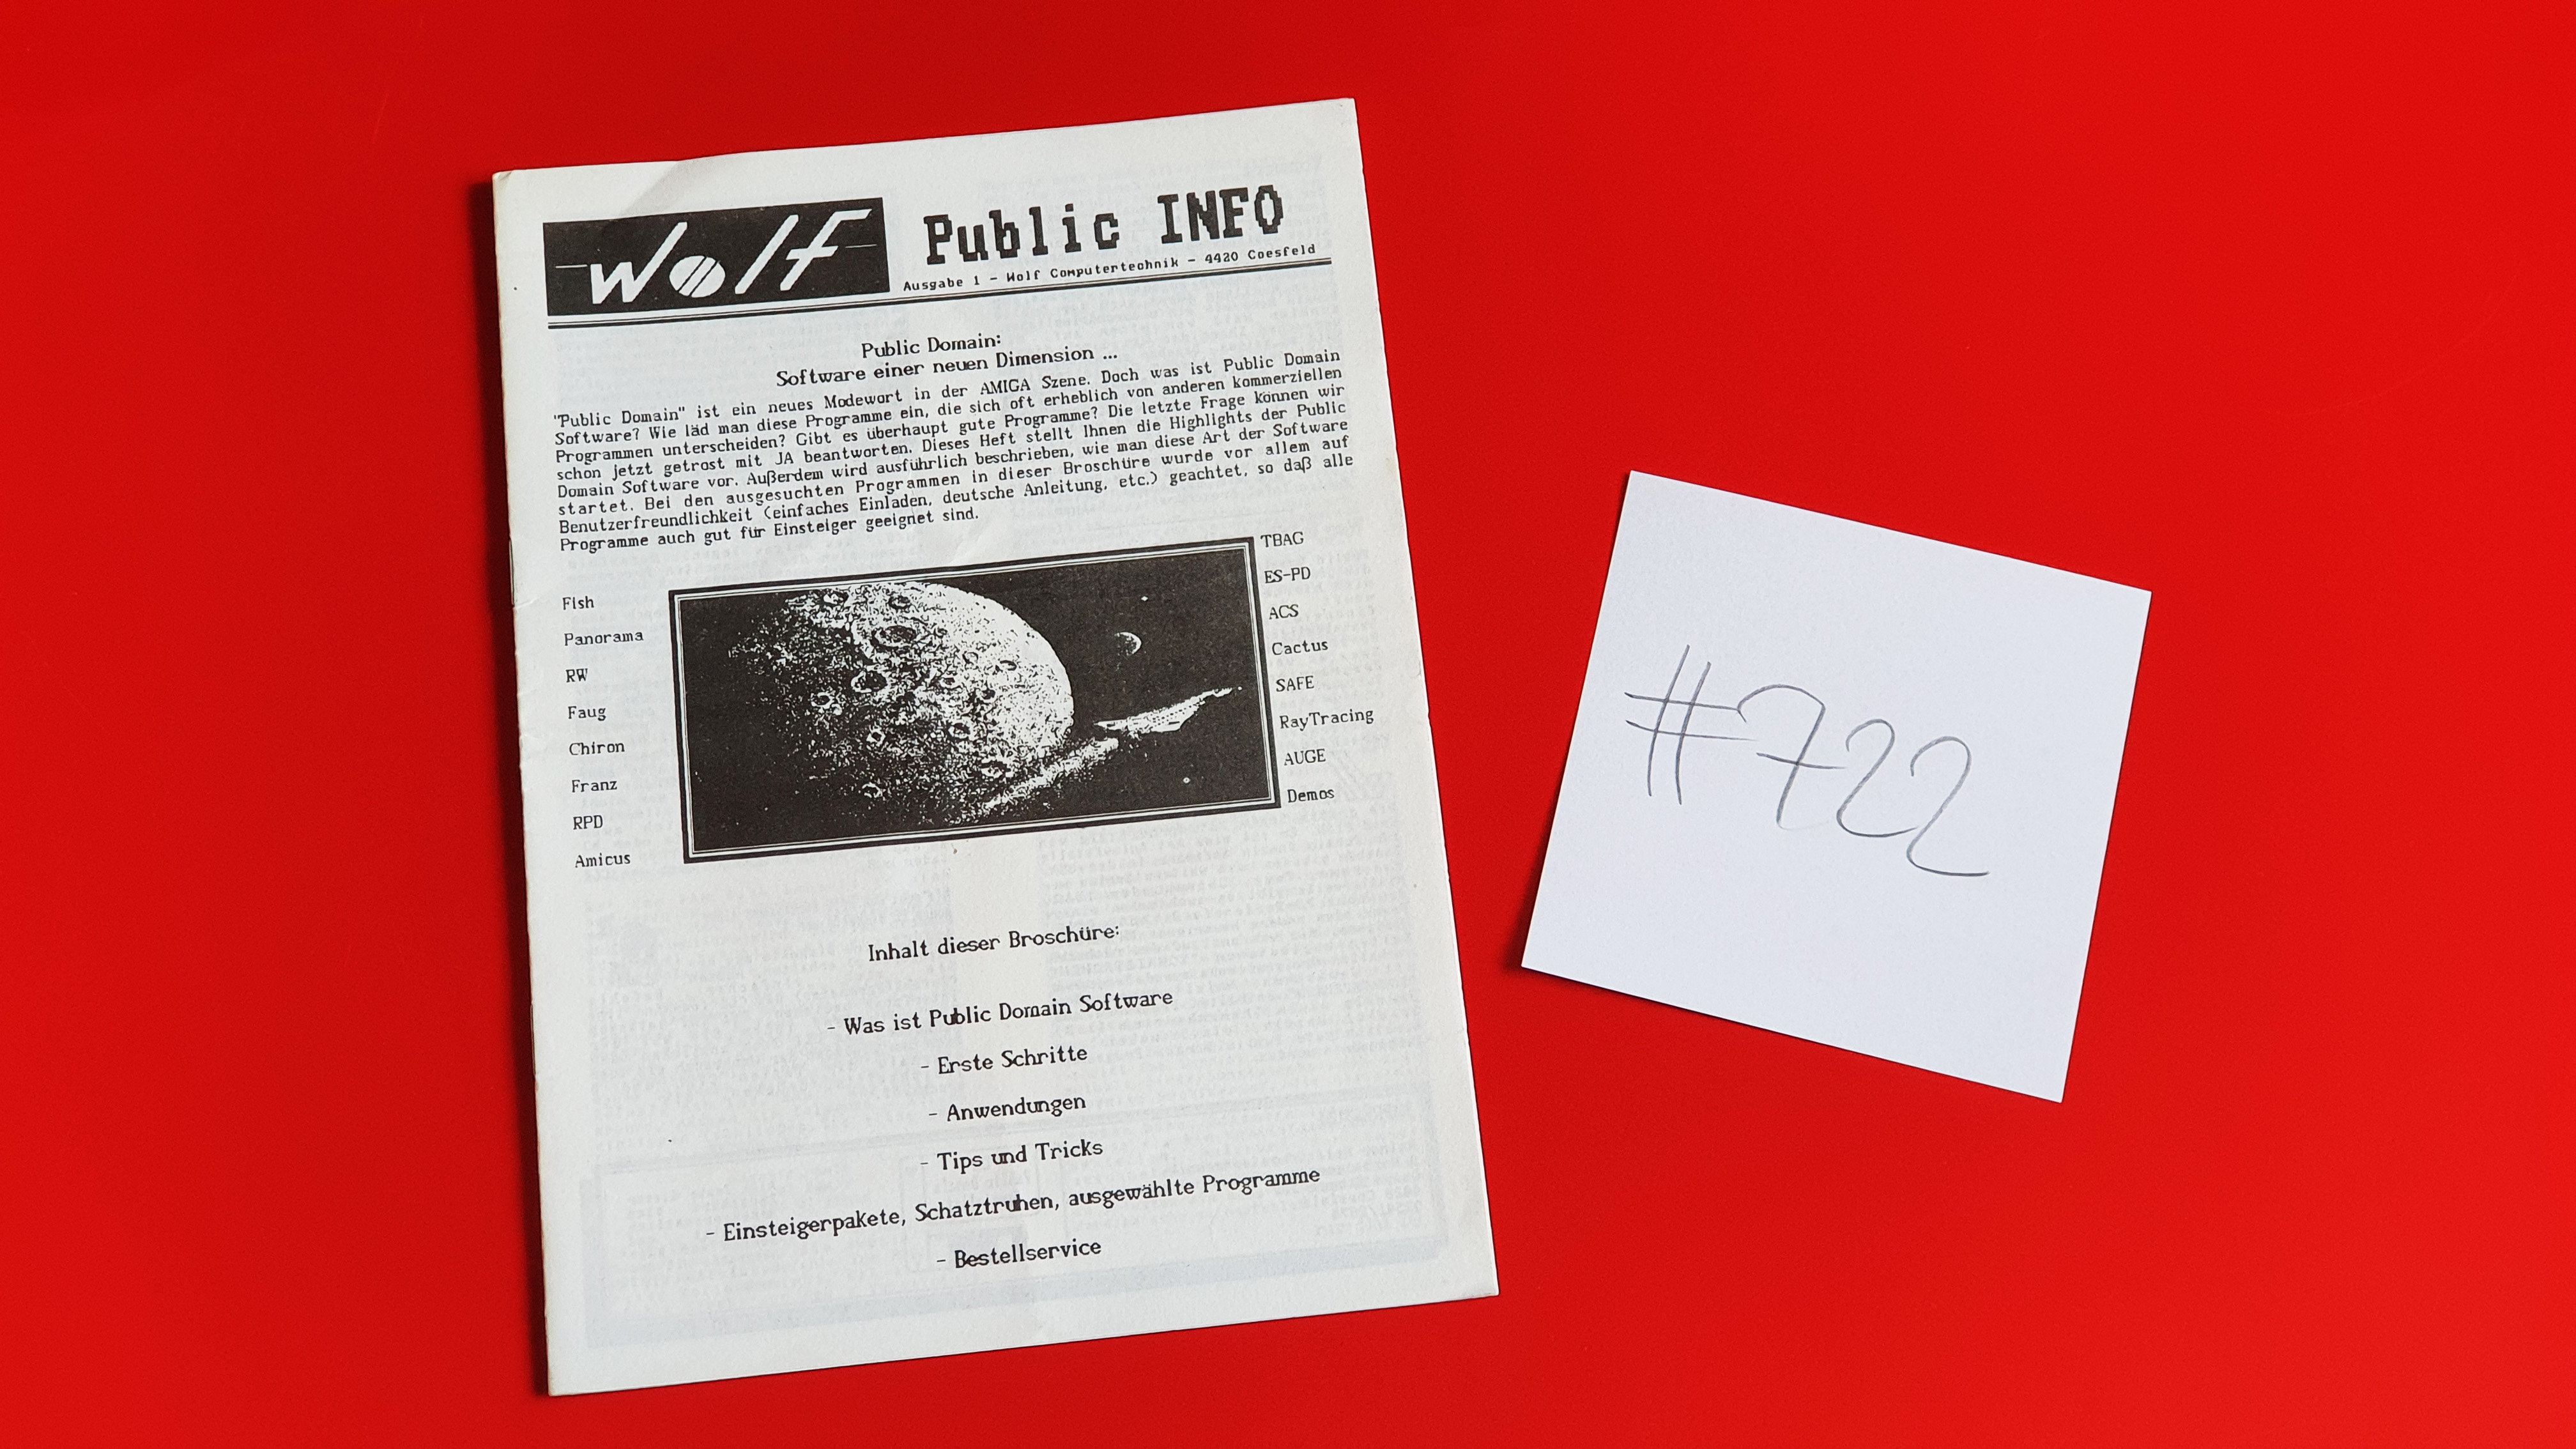 Wolf
Public INFO
Ausgabe 1 - Wolf Computertechnik - 4420 Coesfeld
Public Domain:
Software einer neuen Dimension ...
"Public Domain" ist ein neues Modewort in der AMIGA Szene. Doch was ist Public Domain
Software? Wie läd man diese Programme ein, die sich oft erheblich von anderen kommerziellen
Programmen unterscheiden? Gibt es überhaupt gute Programme? Die letzte Frage können wir
schon jetzt getrost mit JA beantworten. Dieses Heft stellt Ihnen die Highlights der Public
Domain Software vor. Außerdem wird ausführlich beschrieben, wie man diese Art der Software
startet. Bei den ausgesuchten Programmen in dieser Broschüre wurde vor allem auf
Benutzerfreundlichkeit (einfaches Einladen, deutsche Anleitung, etc.) geachtet, so daß alle
Programme auch gut für Einsteiger geeignet sind.
Fish
Panorama
RW
Faug
Chiron
Franz
RPD
Amicus
TBAG
ES-PD
ACS
Cactus
SAFE
RayTracing
AUGE
Demos
Inhalt dieser Broschüre:
- Was ist Public Domain Software
- Erste Schritte
- Anwendungen
- Tips und Tricks
- Einsteigerpakete, Schatztruhen, ausgewählte Programme
- Bestellservice
#722